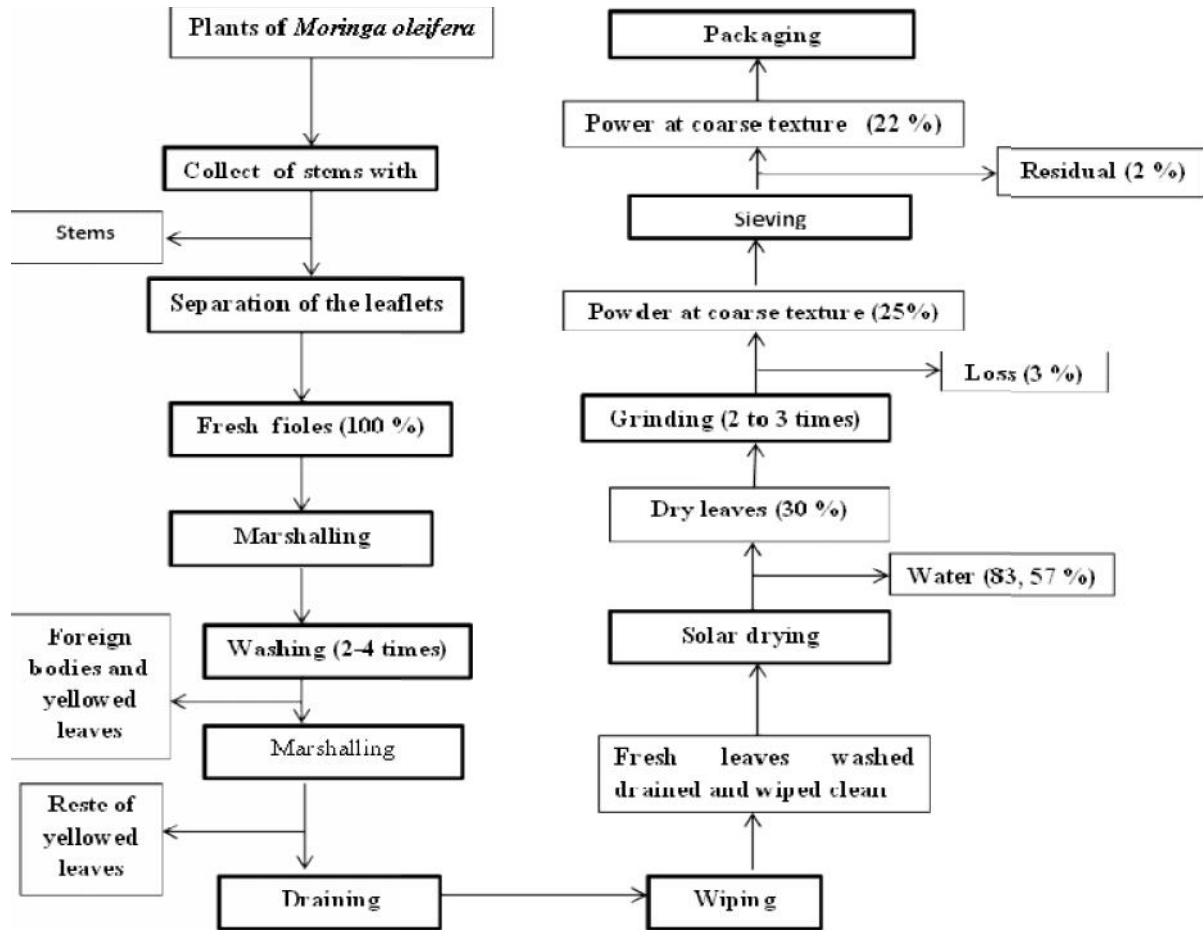 Plants of Moringa oleifera
Collect of stems with
Stems
Separation of the leaflets
Fresh fioles (100 %)
Marshalling
Washing (2-4 times)
Foreign
bodies and
yellowed
leaves
Marshalling
Reste of
yellowed
leaves
Draining
Wiping
Fresh leaves washed
drained and wiped clean
Solar drying
Water (83, 57 %)
Dry leaves (30 %)
Grinding (2 to 3 times)
Loss (3 %)
Powder at coarse texture (25%)
Sieving
Residual (2 %)
Power at coarse texture (22 %)
Packaging